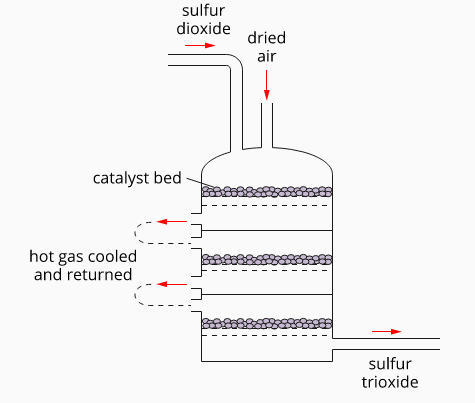 sulfur
dioxide
dried
air
catalyst bed
hot gas cooled
and returned
sulfur
trioxide